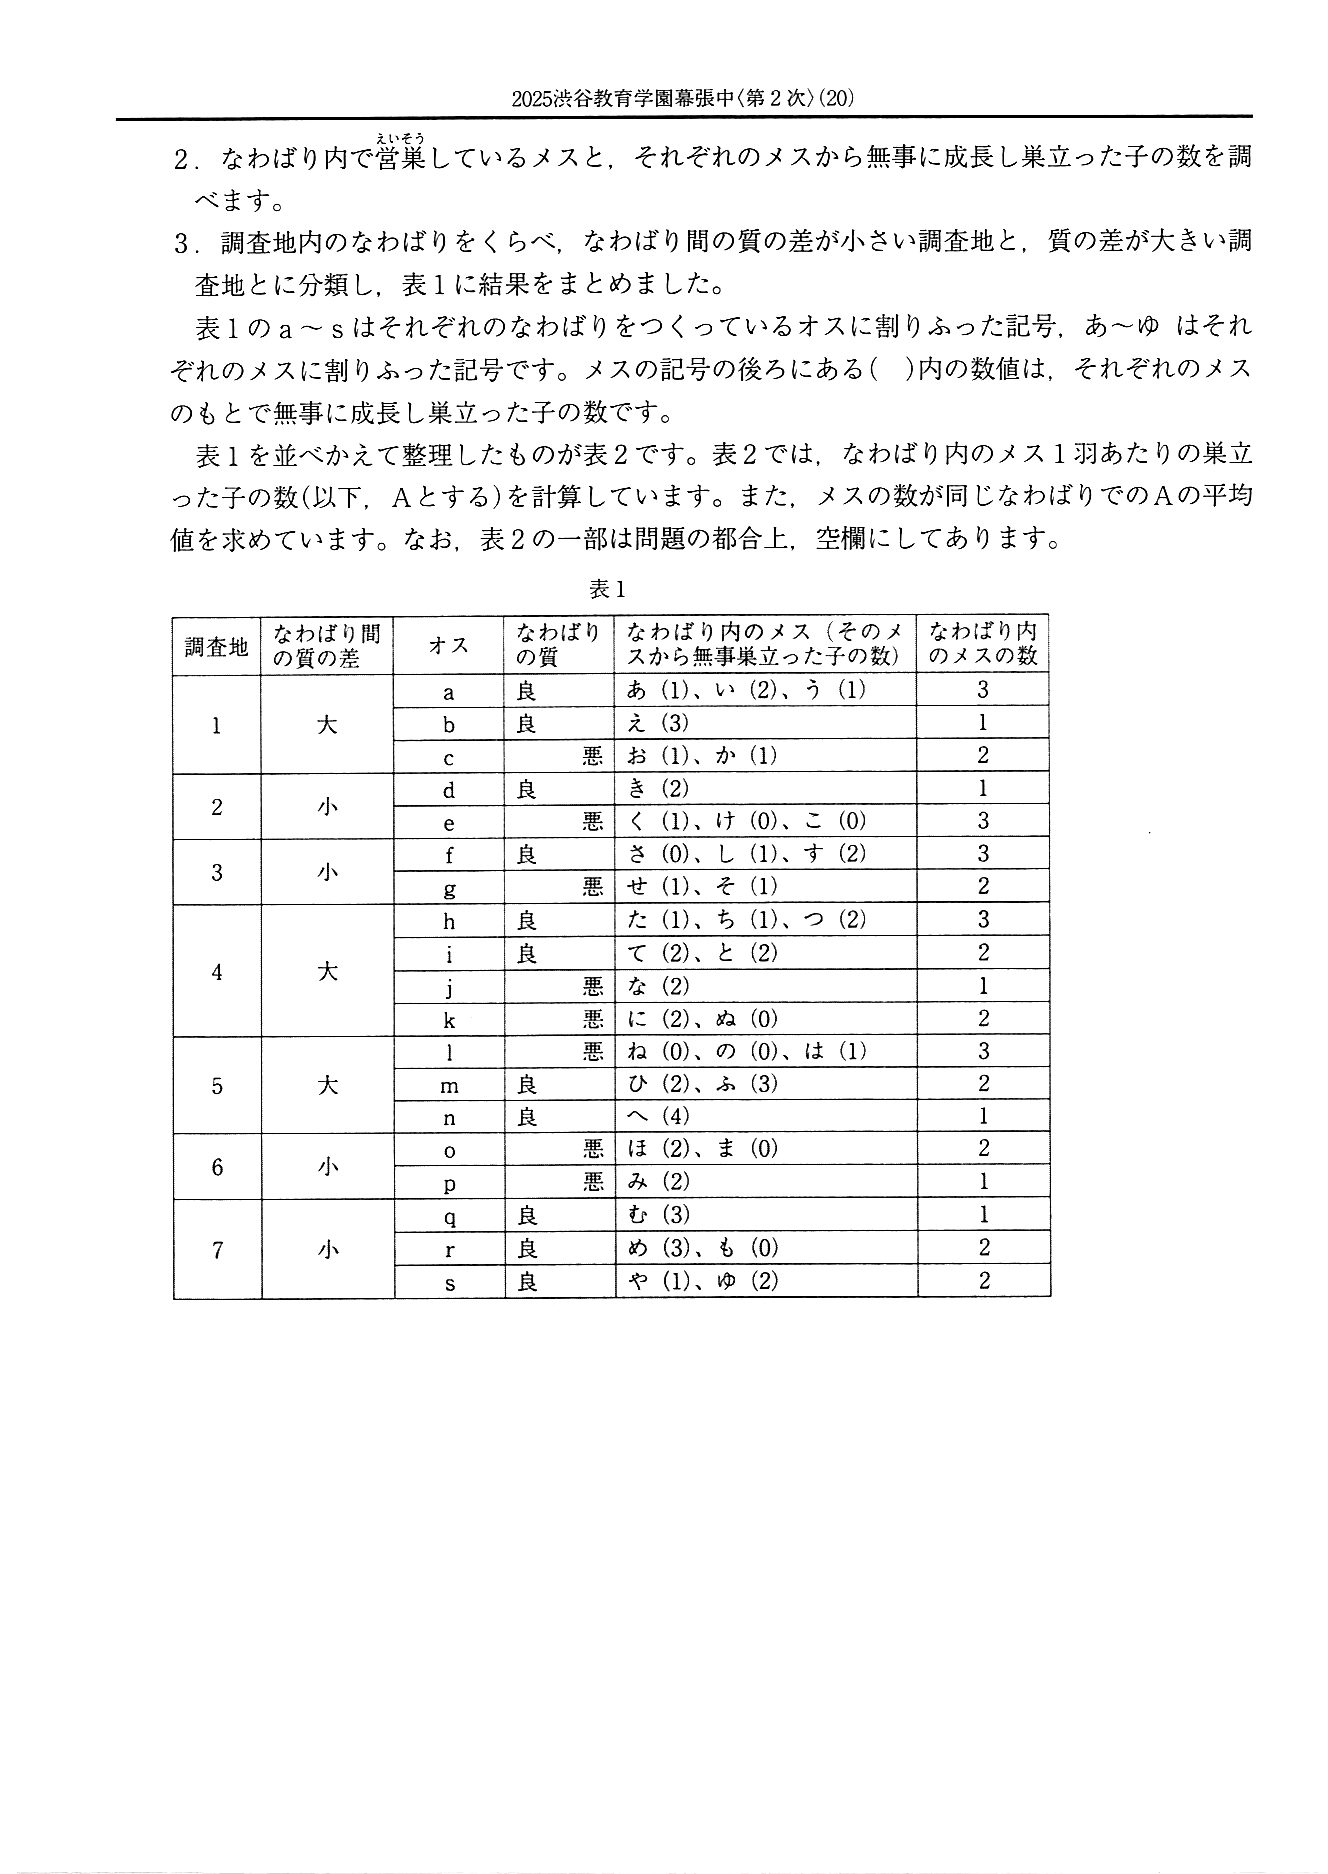 2025渋谷教育学園幕張中〈第2次〉(20)
えいそう
2．なわばり内で営巣しているメスと，それぞれのメスから無事に成長し巣立った子の数を調
べます。
3．調査地内のなわばりをくらべ，なわばり間の質の差が小さい調査地と，質の差が大きい調
査地とに分類し，表1に結果をまとめました。
表1のa～sはそれぞれのなわばりをつくっているオスに割りふった記号，あ～ゆ はそれ
ぞれのメスに割りふった記号です。メスの記号の後ろにある(　)内の数値は，それぞれのメス
のもとで無事に成長し巣立った子の数です。
表1を並べかえて整理したものが表2です。表2では，なわばり内のメス1羽あたりの巣立
った子の数(以下，Aとする)を計算しています。また，メスの数が同じなわばりでのAの平均
値を求めています。なお，表2の一部は問題の都合上，空欄にしてあります。
表1
調査地 なわばり間の質の差 オス なわばりの質 なわばり内のメス（そのメスから無事巣立った子の数） なわばり内のメスの数
1 大 a 良 あ (1)、い (2)、う (1) 3
b 良 え (3) 1
c 悪 お (1)、か (1) 2
2 小 d 良 き (2) 1
e 悪 く (1)、け (0)、こ (0) 3
3 小 f 良 さ (0)、し (1)、す (2) 3
g 悪 せ (1)、そ (1) 2
4 大 h 良 た (1)、ち (1)、つ (2) 3
i 良 て (2)、と (2) 2
j 悪 な (2) 1
k 悪 に (2)、ぬ (0) 2
5 大 l 悪 ね (0)、の (0)、は (1) 3
m 良 ひ (2)、ふ (3) 2
n 良 へ (4) 1
6 小 o 悪 ほ (2)、ま (0) 2
p 悪 み (2) 1
7 小 q 良 む (3) 1
r 良 め (3)、も (0) 2
s 良 や (1)、ゆ (2) 2